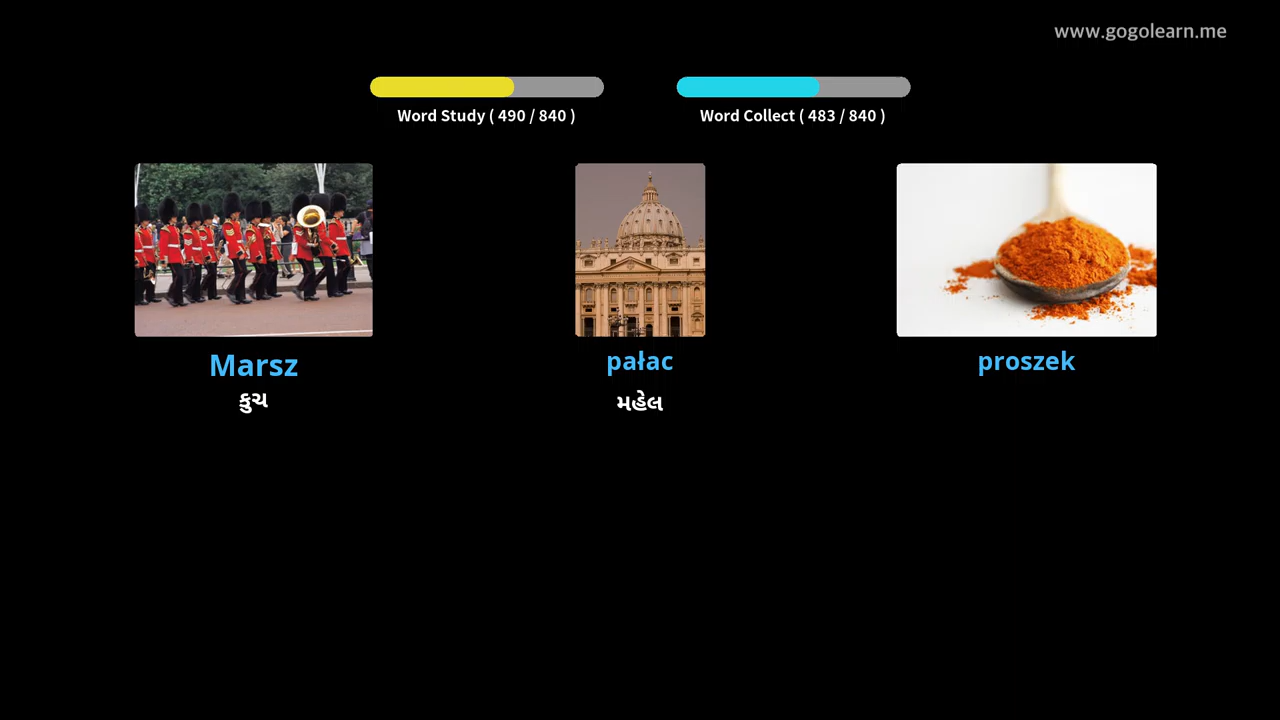 www.gogolearn.me
Word Study ( 490 / 840 )
Word Collect ( 483 / 840 )
Marsz
pałac
proszek
કુચ
મહેલ